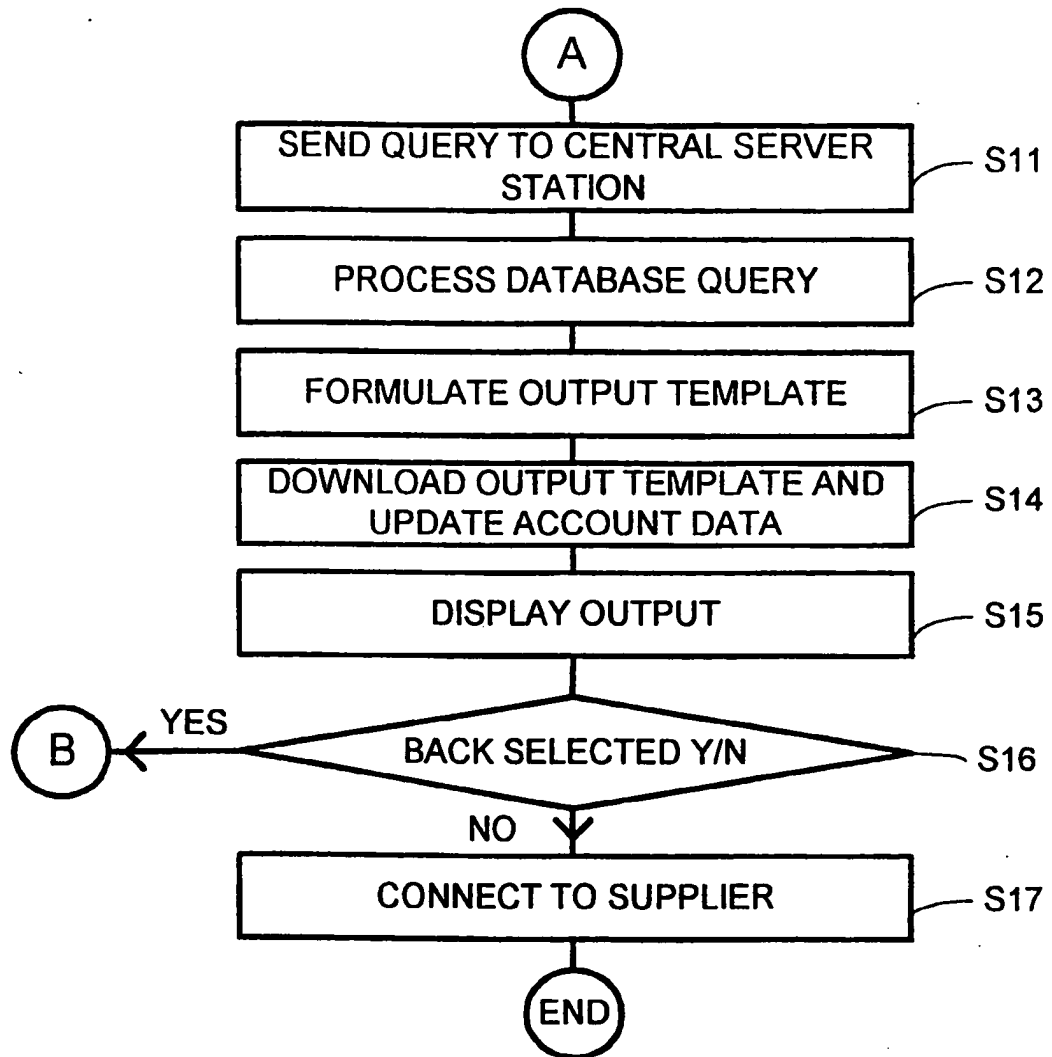 A
SEND QUERY TO CENTRAL SERVER
STATION
S11
PROCESS DATABASE QUERY
S12
FORMULATE OUTPUT TEMPLATE
S13
DOWNLOAD OUTPUT TEMPLATE AND
UPDATE ACCOUNT DATA
S14
DISPLAY OUTPUT
S15
YES
B
BACK SELECTED Y/N
S16
NO
CONNECT TO SUPPLIER
S17
END